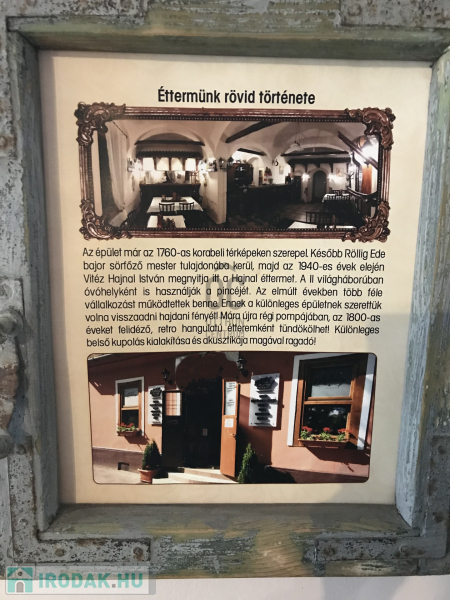 Éttermünk rövid története
Az épület már az 1760-as korabeli térképeken szerepel. Később Röllig Ede
bajor sörfőző mester tulajdonába kerül, majd az 1940-es évek elején
Vitéz Hajnal István megnyitja itt a Hajnal éttermet. A II világháborúban
óvóhelyként is használják a pincéjét. Az elmúlt években több féle
vállalkozást működtettek benne. Ennek a különleges épületnek szerettük
volna visszaadni hajdani fényét! Mára újra régi pompájában, az 1800-as
éveket felidéző, retro hangulatú étteremként tündökölhet! Különleges
belső kupolás kialakítása és akusztikája magával ragadó!
IRODAK.HU